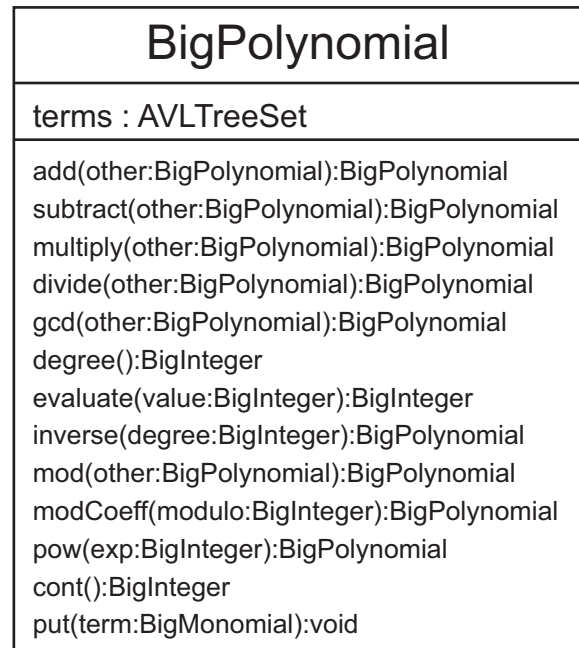 BigPolynomial
terms : AVLTreeSet
add(other:BigPolynomial):BigPolynomial
subtract(other:BigPolynomial):BigPolynomial
multiply(other:BigPolynomial):BigPolynomial
divide(other:BigPolynomial):BigPolynomial
gcd(other:BigPolynomial):BigPolynomial
degree():BigInteger
evaluate(value:BigInteger):BigInteger
inverse(degree:BigInteger):BigPolynomial
mod(other:BigPolynomial):BigPolynomial
modCoeff(modulo:BigInteger):BigPolynomial
pow(exp:BigInteger):BigPolynomial
cont():BigInteger
put(term:BigMonomial):void